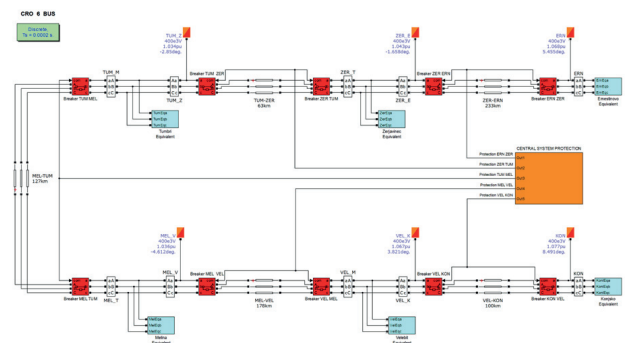 CRO 6 BUS
Discrete,
Ts = 0.0002 s.
TUM_Z
400e3V
1.034pu
-2.05deg.
ZER_E
400e3V
1.043pu
ERN
400e3V
1.068pu
5.455deg.
TUM_M
Breaker TUM ZER
ZER_T
Breaker ZER ERN
ERN
Breaker TUM MEL
TUM_Z
TUM-ZER
63km
Breaker ZER TUM
ZER_E
ZER-ERN
233km
Breaker ERN ZER
Ernestinovo
Equivalent
Tumbri
Equivalent
Zerjavinec
Equivalent
CENTRAL SYSTEM PROTECTION
Protection ERN ZER
Protection ZER TUM
Protection TUM MEL
Protection MEL VEL
Protection VEL KON
MEL-TUM
127km
MEL_V
400e3V
1.036pu
-4.612deg.
VEL_K
400e3V
1.067pu
3.821deg.
KON
400e3V
1.077pu
8.491deg.
MEL_V
Breaker MEL VEL
VEL_M
Breaker VEL KON
KON
Breaker MEL TUM
MEL_T
MEL-VEL
178km
Breaker VEL MEL
VEL_K
VEL-KON
100km
Breaker KON VEL
Konjsko
Equivalent
Melina
Equivalent
Velebit
Equivalent